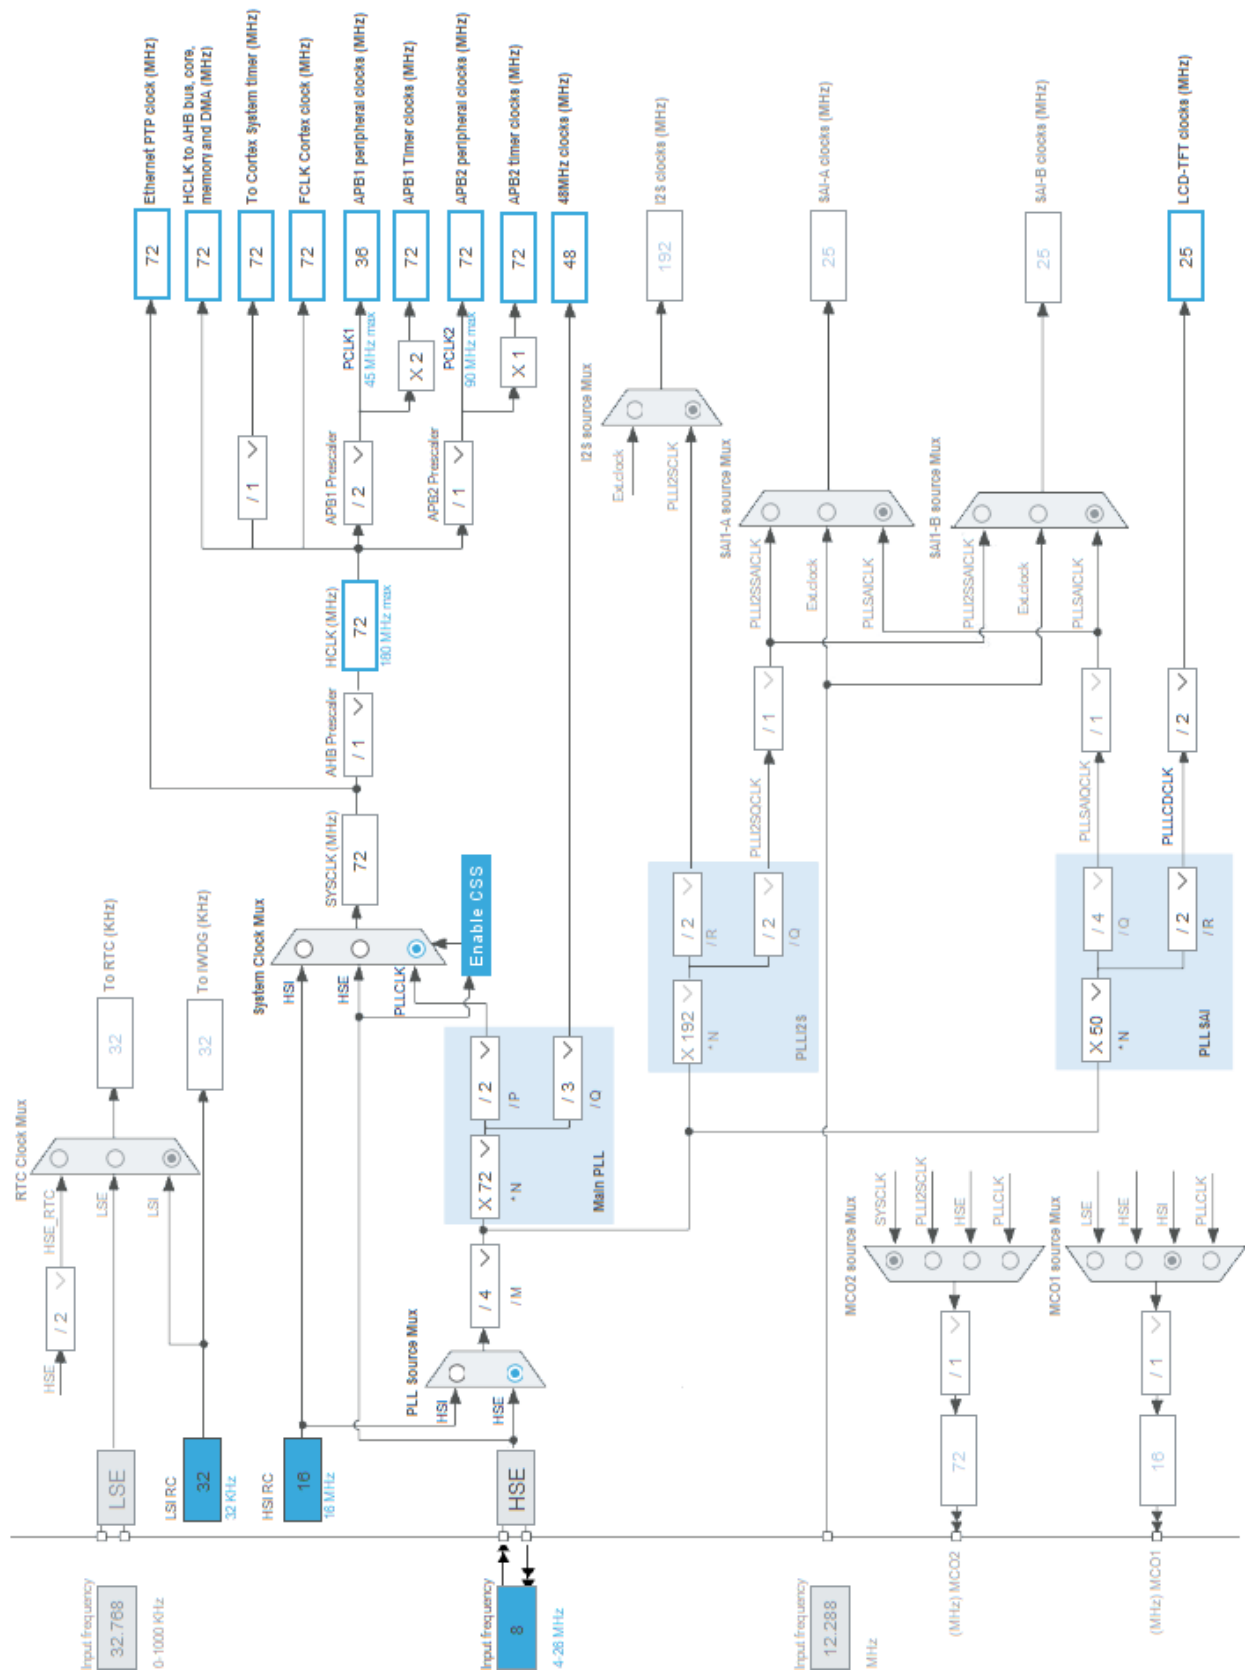 Input frequency
32.768
0-1000 KHz
LSE
HSE
/ 2
HSE_RTC
LSE
LSI
RTC Clock Mux
32
To RTC (KHz)
LSI RC
32
32 KHz
32
To IWDG (KHz)
HSI RC
16
16 MHz
Input frequency
8
4-26 MHz
HSE
PLL Source Mux
HSI
HSE
/ 4
/ M
X 72
* N
/ 2
/ P
/ 3
/ Q
Main PLL
System Clock Mux
HSI
HSE
PLLCLK
Enable CSS
SYSCLK (MHz)
72
AHB Prescaler
/ 1
HCLK (MHz)
72
180 MHz max
/ 1
APB1 Prescaler
/ 2
APB2 Prescaler
/ 1
PCLK1
45 MHz max
X 2
PCLK2
90 MHz max
X 1
72
Ethernet PTP clock (MHz)
72
HCLK to AHB bus, core,
memory and DMA (MHz)
72
To Cortex System timer (MHz)
72
FCLK Cortex clock (MHz)
36
APB1 peripheral clocks (MHz)
72
APB1 Timer clocks (MHz)
72
APB2 peripheral clocks (MHz)
72
APB2 timer clocks (MHz)
48
48MHz clocks (MHz)
X 192
* N
/ 2
/ R
/ 2
/ Q
PLLI2S
PLLI2SQCLK
/ 1
I2S source Mux
Ext.clock
PLLI2SCLK
192
I2S clocks (MHz)
SAI1-A source Mux
PLLI2SSAICLK
Ext.clock
PLLSAICLK
25
SAI-A clocks (MHz)
SAI1-B source Mux
PLLI2SSAICLK
Ext.clock
PLLSAICLK
25
SAI-B clocks (MHz)
X 50
* N
/ 4
/ Q
/ 2
/ R
PLLSAI
PLLSAIQCLK
/ 1
PLLLCDCLK
/ 2
25
LCD-TFT clocks (MHz)
Input frequency
12.288
MHz
MCO2 source Mux
SYSCLK
PLLI2SCLK
HSE
PLLCLK
/ 1
72
(MHz) MCO2
MCO1 source Mux
LSE
HSE
HSI
PLLCLK
/ 1
16
(MHz) MCO1